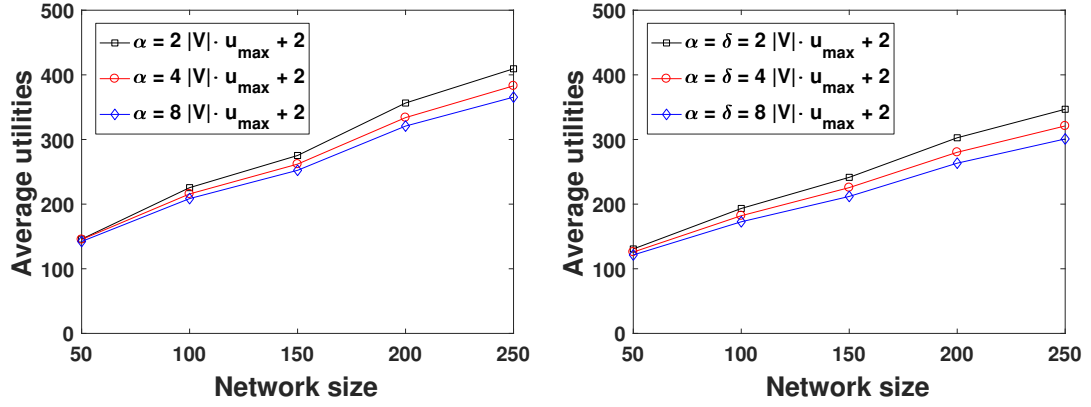 500
400
300
200
100
0
50 100 150 200 250
Average utilities
Network size
α = 2 |V|· u_max + 2
α = 4 |V|· u_max + 2
α = 8 |V|· u_max + 2
500
400
300
200
100
0
50 100 150 200 250
Average utilities
Network size
α = δ = 2 |V|· u_max + 2
α = δ = 4 |V|· u_max + 2
α = δ = 8 |V|· u_max + 2